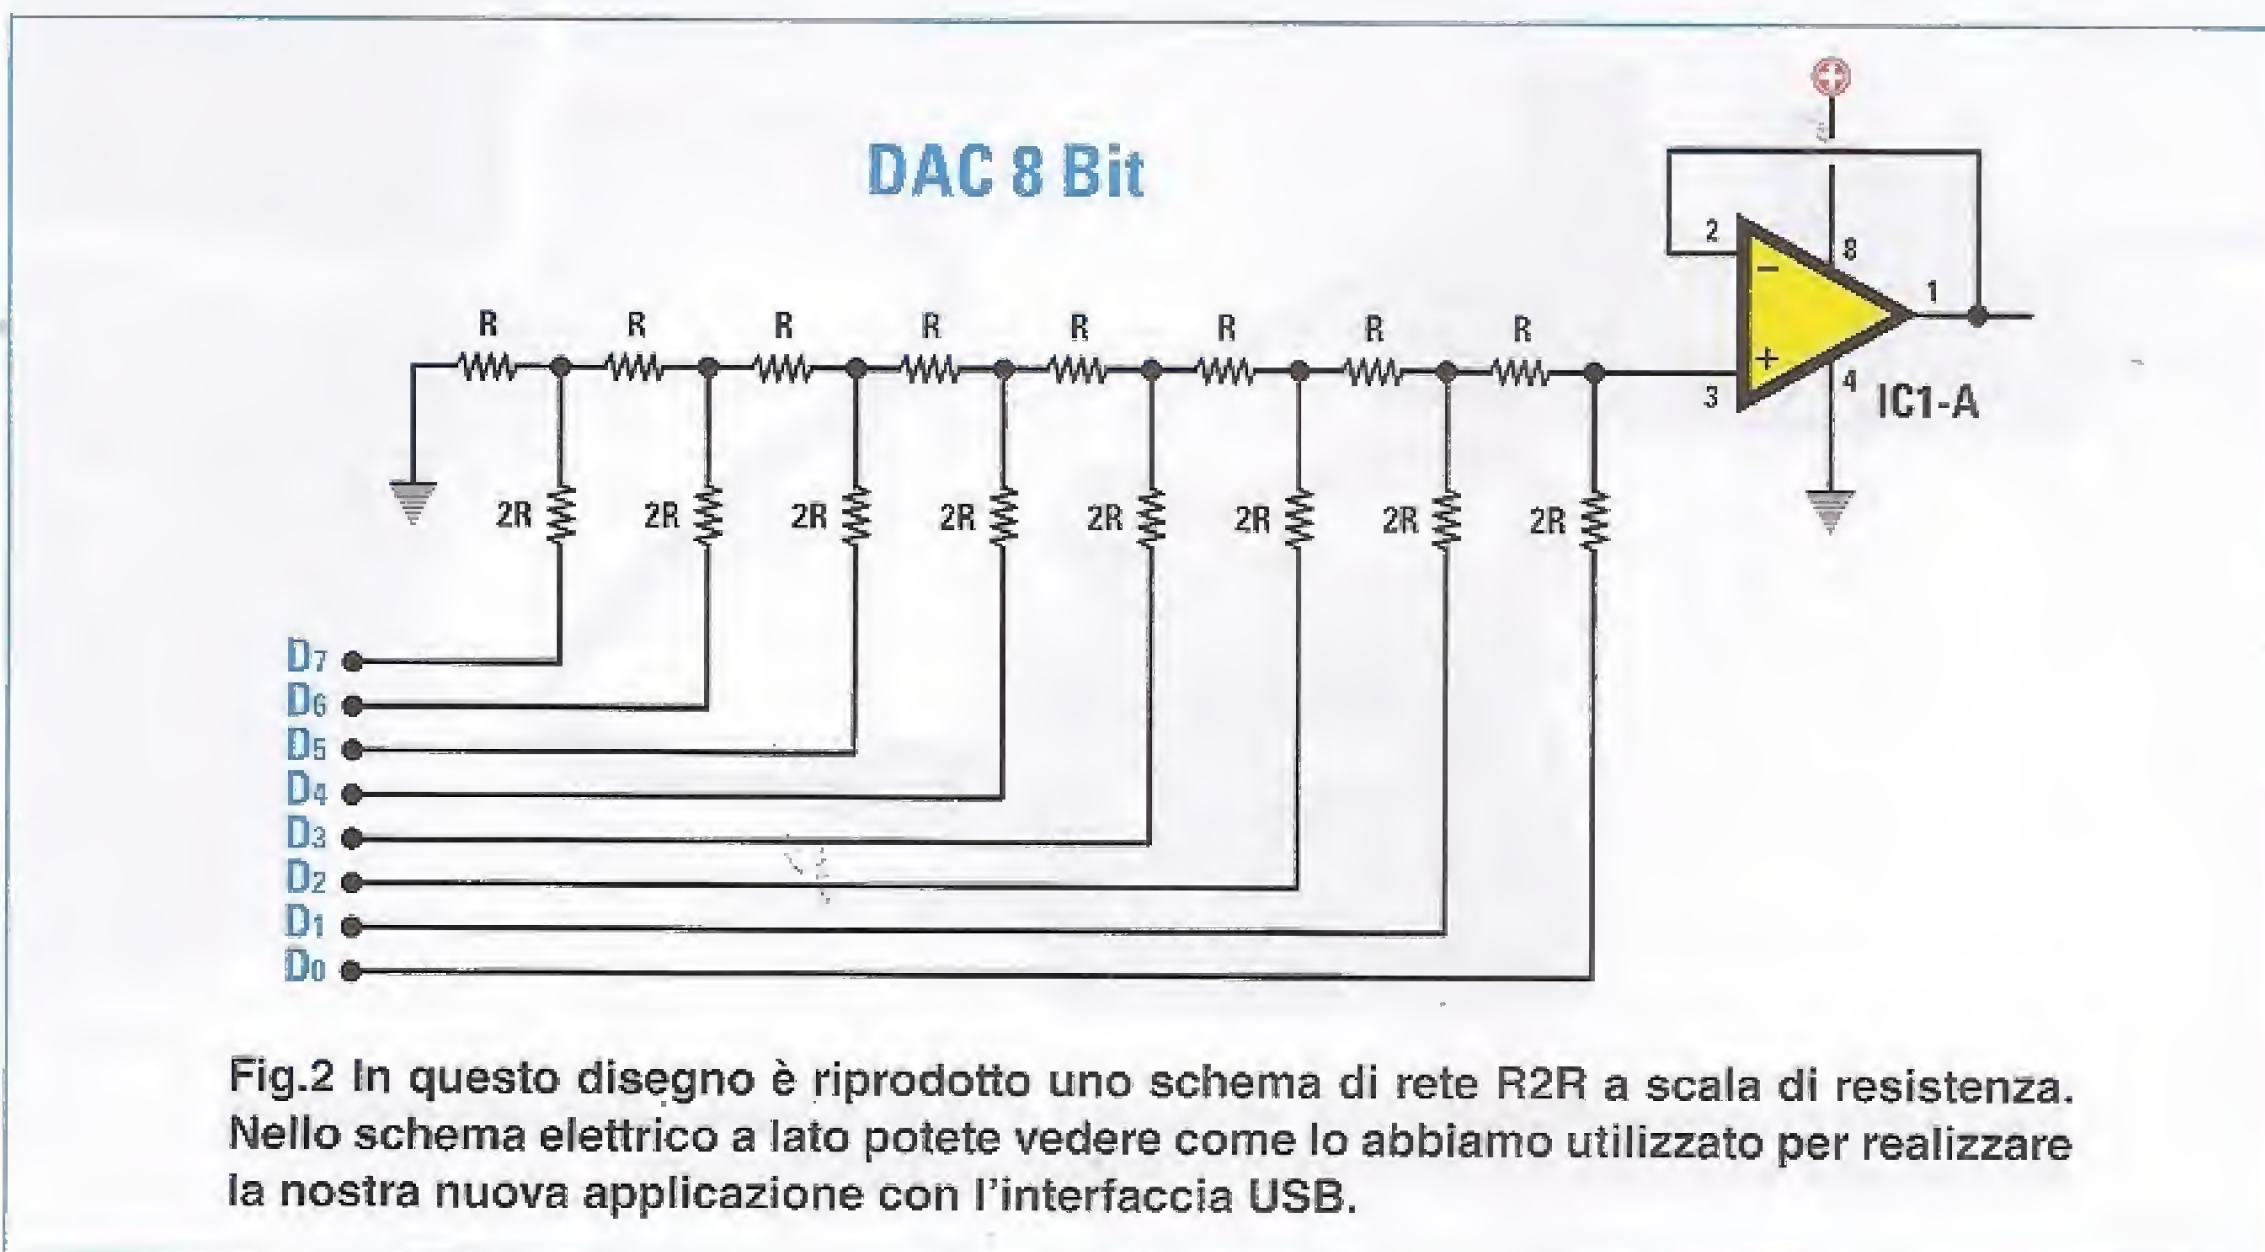 DAC 8 Bit
R R R R R R R R
2R 2R 2R 2R 2R 2R 2R 2R
2
8
1
3
4
IC1-A
D7
D6
D5
D4
D3
D2
D1
D0
Fig.2 In questo disegno è riprodotto uno schema di rete R2R a scala di resistenza.
Nello schema elettrico a lato potete vedere come lo abbiamo utilizzato per realizzare
la nostra nuova applicazione con l'interfaccia USB.